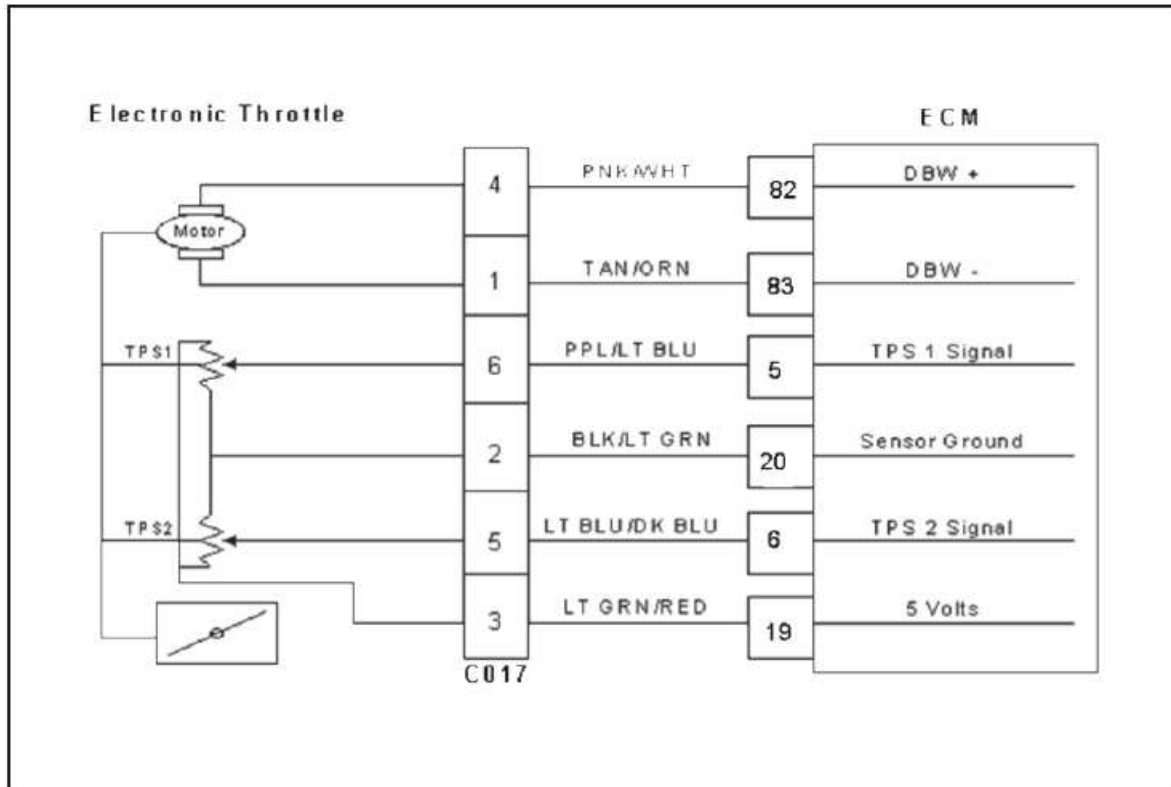 Electronic Throttle
ECM
4 PNK/WHT 82 DBW +
Motor
1 TAN/ORN 83 DBW -
TPS1 6 PPL/LT BLU 5 TPS 1 Signal
2 BLK/LT GRN 20 Sensor Ground
TPS2 5 LT BLU/DK BLU 6 TPS 2 Signal
3 LT GRN/RED 19 5 Volts
C017